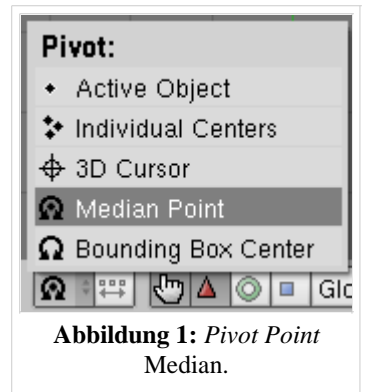 Pivot:
Active Object
Individual Centers
3D Cursor
Median Point
Bounding Box Center
Glo
Abbildung 1: Pivot Point
Median.